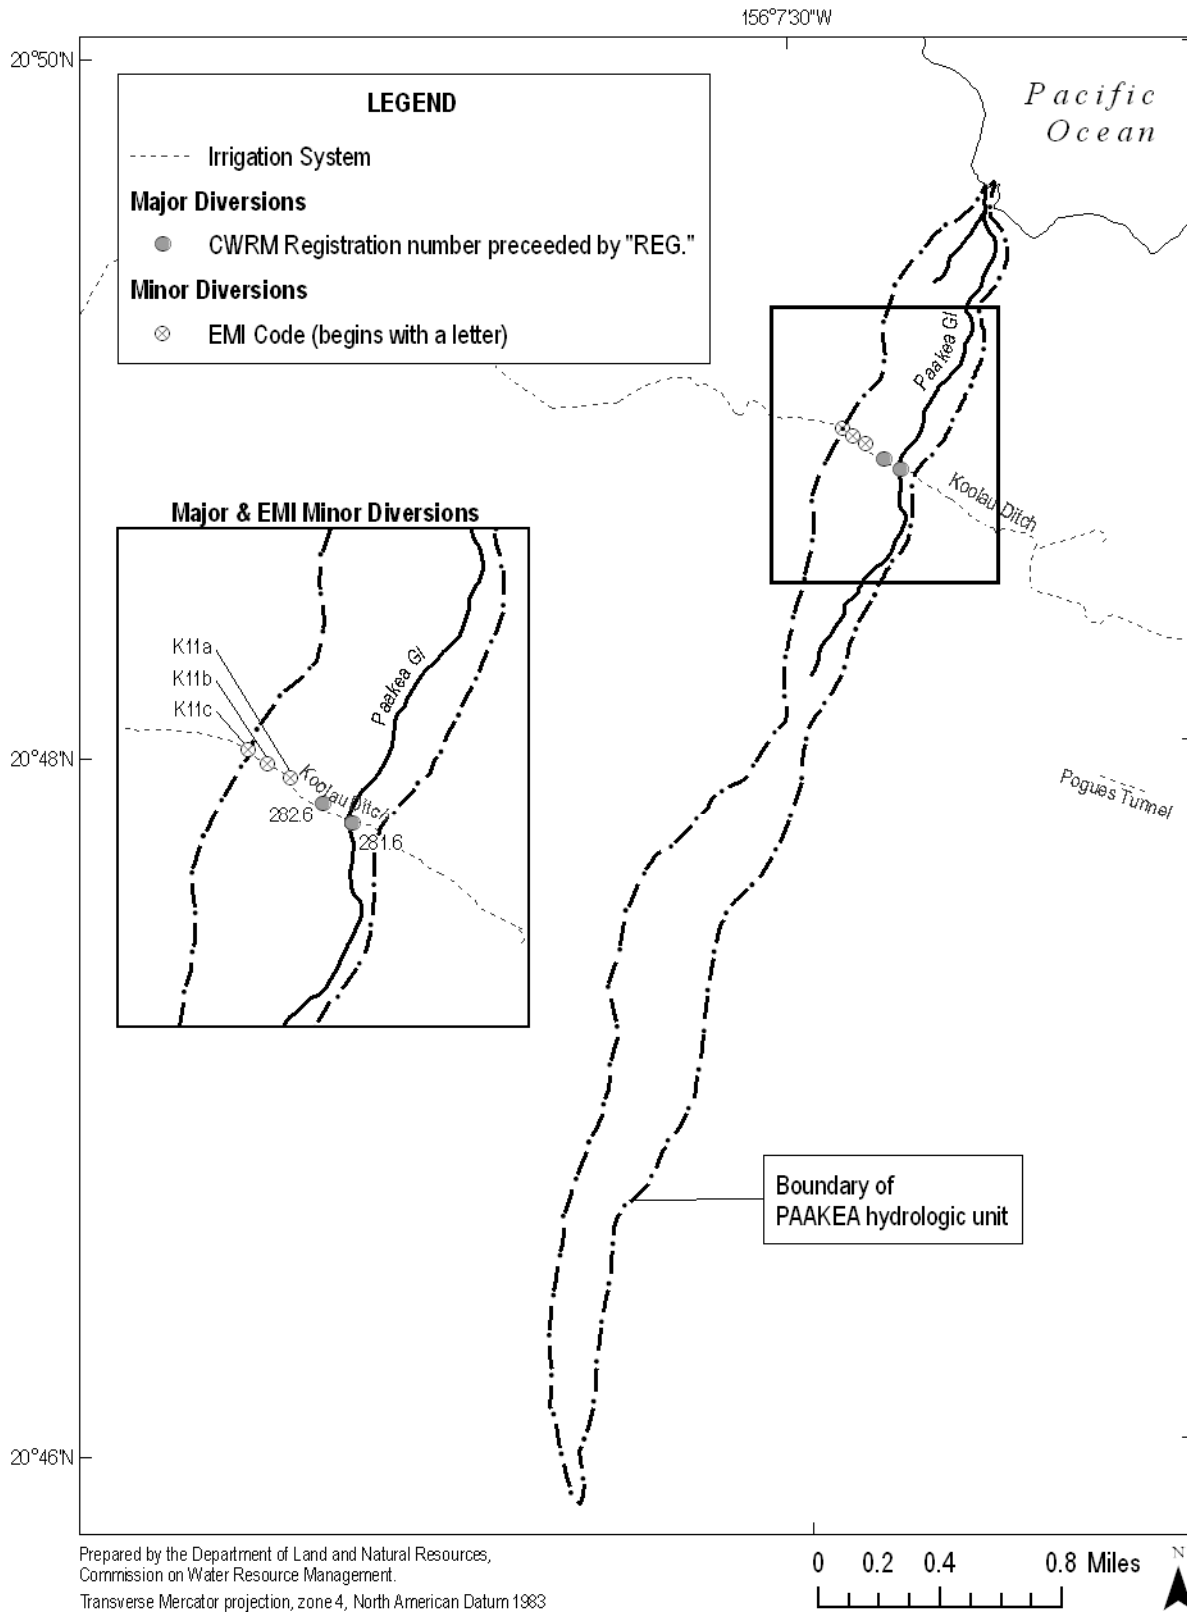 156°7'30"W
20°50'N
Pacific
Ocean
LEGEND
Irrigation System
Major Diversions
CWRM Registration number preceeded by "REG."
Minor Diversions
EMI Code (begins with a letter)
Paakea Gl
Koolau Ditch
Major & EMI Minor Diversions
K11a
K11b
K11c
Paakea Gl
Koolau Ditch
282.6
281.6
20°48'N
Pogues Tunnel
Boundary of
PAAKEA hydrologic unit
20°46'N
Prepared by the Department of Land and Natural Resources,
Commission on Water Resource Management.
Transverse Mercator projection, zone 4, North American Datum 1983
0 0.2 0.4 0.8 Miles
N